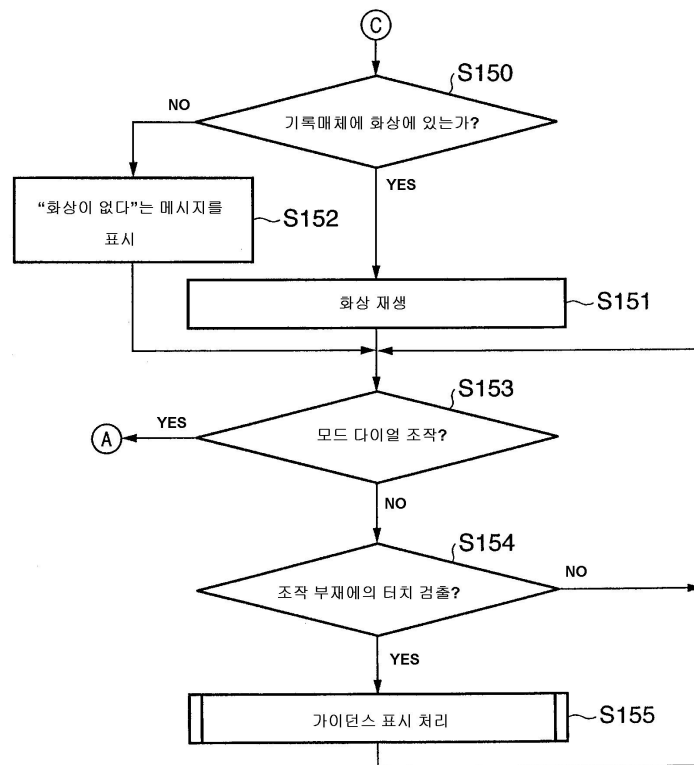 C
S150
기록매체에 화상에 있는가?
NO
YES
“화상이 없다”는 메시지를
표시
S152
화상 재생
S151
S153
모드 다이얼 조작?
YES
A
NO
S154
조작 부재에의 터치 검출?
NO
YES
가이던스 표시 처리
S155